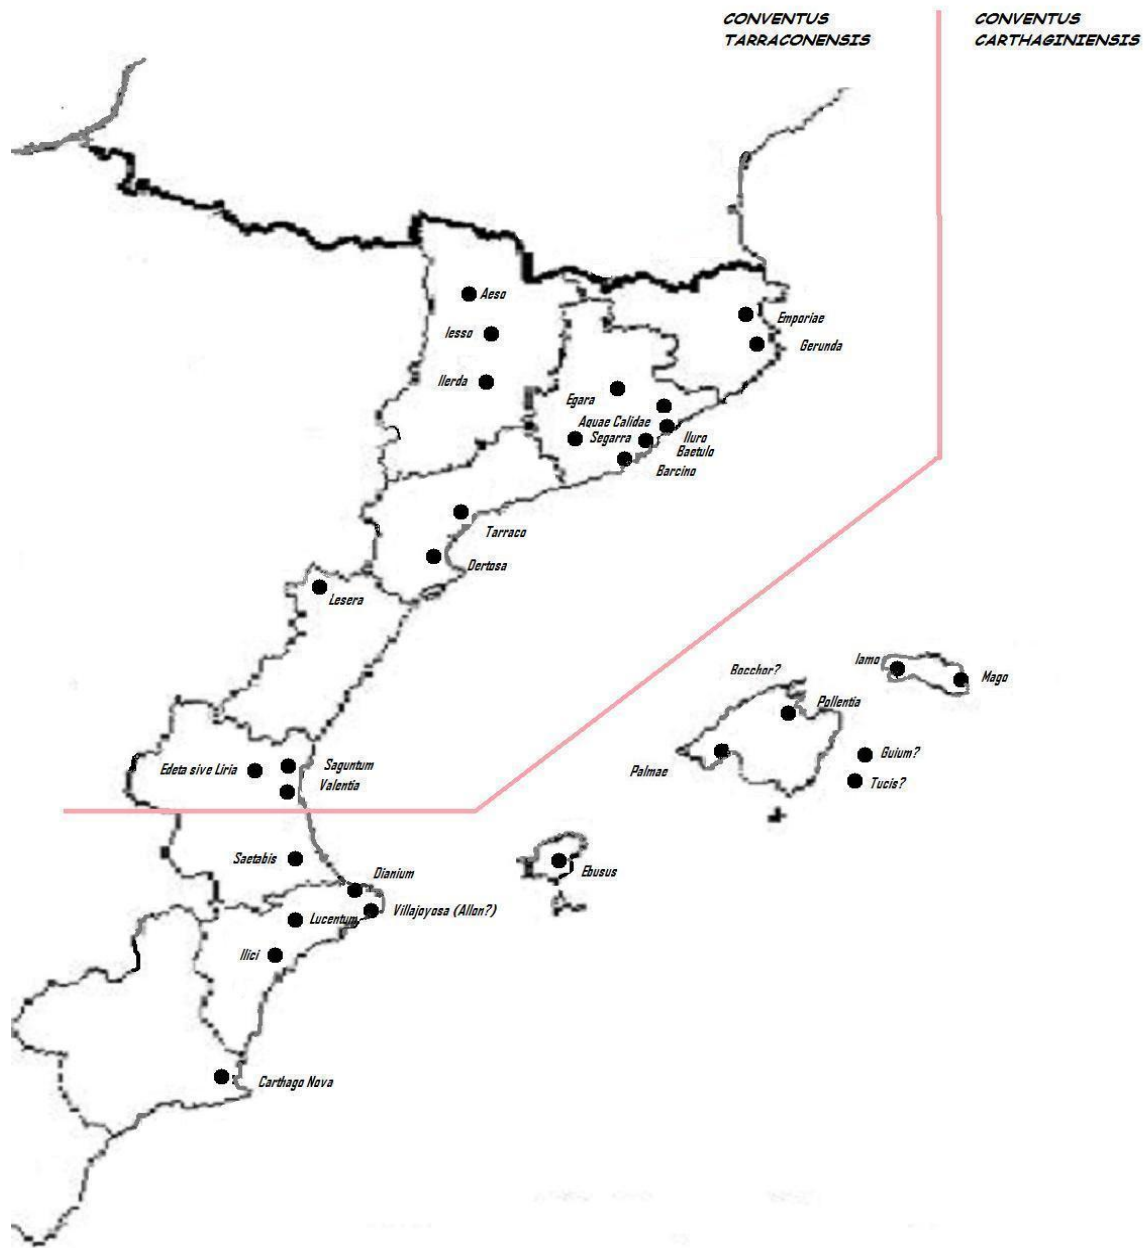 CONVENTUS
TARRACONENSIS
CONVENTUS
CARTHAGINIENSIS
Aeso
Iesso
Ilerda
Emporiae
Gerunda
Egara
Aquae Calidae
Segarra
Iluro
Baetulo
Barcino
Tarraco
Dertosa
Lesera
Iamo
Mago
Bocchor?
Pollentia
Palmae
Guium?
Tucis?
Edeta sive Liria
Saguntum
Valentia
Saetabis
Dianium
Ebusus
Lucentum
Villajoyosa (Allon?)
Ilici
Carthago Nova